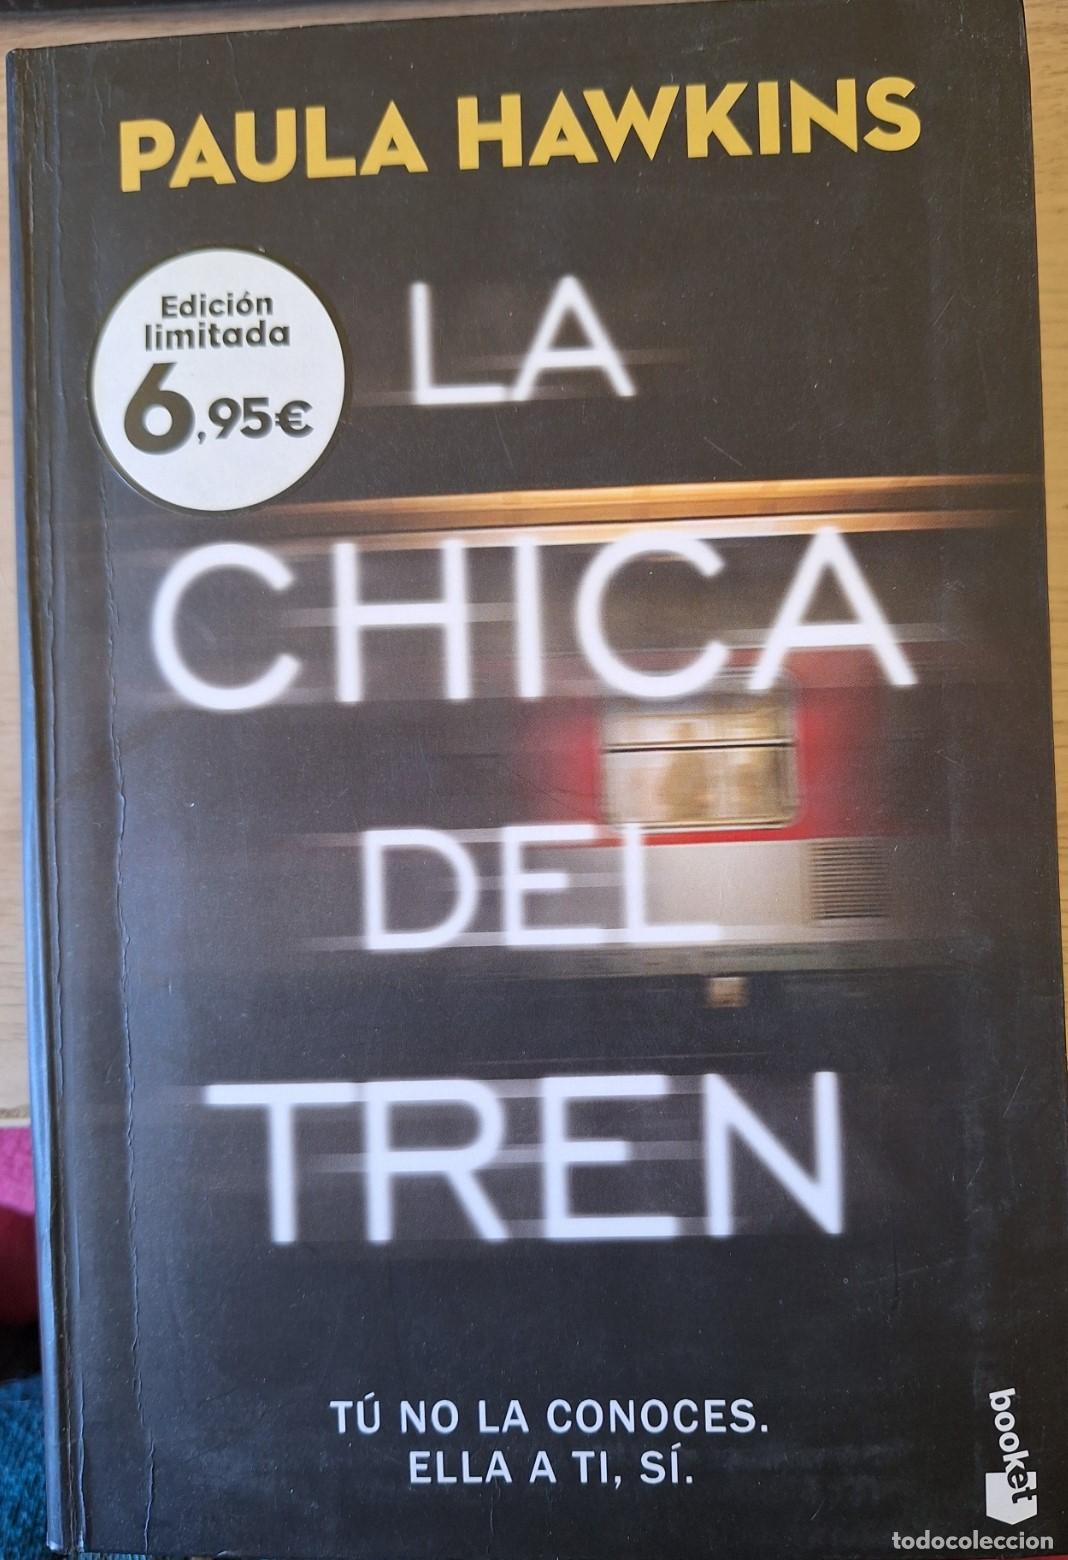 PAULA HAWKINS
Edición
limitada
6,95€
LA
CHICA
DEL
TREN
TÚ NO LA CONOCES.
ELLA A TI, SÍ.
booket
todocoleccion